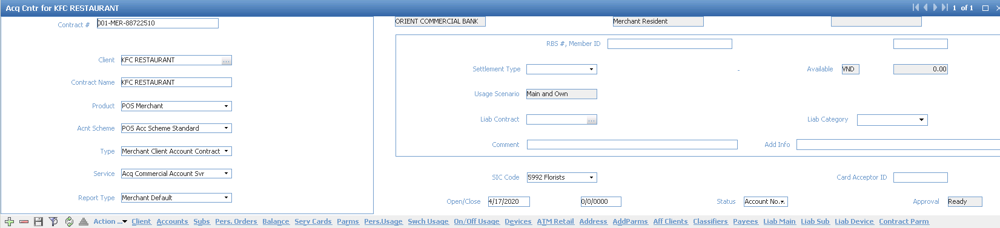 Acq Cntr for KFC RESTAURANT 1 of 1
Contract # 001-MER-88722510 ORIENT COMMERCIAL BANK Merchant Resident
RBS #, Member ID
Client KFC RESTAURANT ...
Settlement Type - Available VND 0.00
Contract Name KFC RESTAURANT
Usage Scenario Main and Own
Product POS Merchant
Liab Contract ... Liab Category
Acnt Scheme POS Acc Scheme Standard
Comment Add Info
Type Merchant Client Account Contract
Service Acq Commercial Account Svr
SIC Code 5992 Florists Card Acceptor ID
Report Type Merchant Default
Open/Close 4/17/2020 0/0/0000 Status Account No... Approval Ready
Action ... Client Accounts Subs Pers. Orders Balance Serv Cards Parms Pers.Usage Swch Usage On/Off Usage Devices ATM Retail Address AddParms Aff Clients Classifiers Payees Liab Main Liab Sub Liab Device Contract Parm